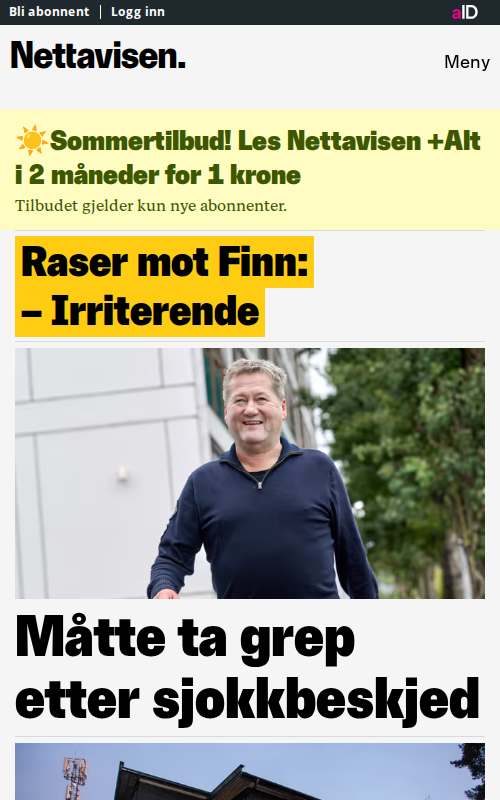 Bli abonnent | Logg inn
aID
Nettavisen.
Meny
☀️Sommertilbud! Les Nettavisen +Alt
i 2 måneder for 1 krone
Tilbudet gjelder kun nye abonnenter.
Raser mot Finn:
– Irriterende
Måtte ta grep
etter sjokkbeskjed